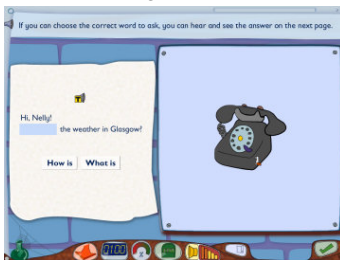 If you can choose the correct word to ask, you can hear and see the answer on the next page.
Hi, Nelly!
the weather in Glasgow?
How is What is